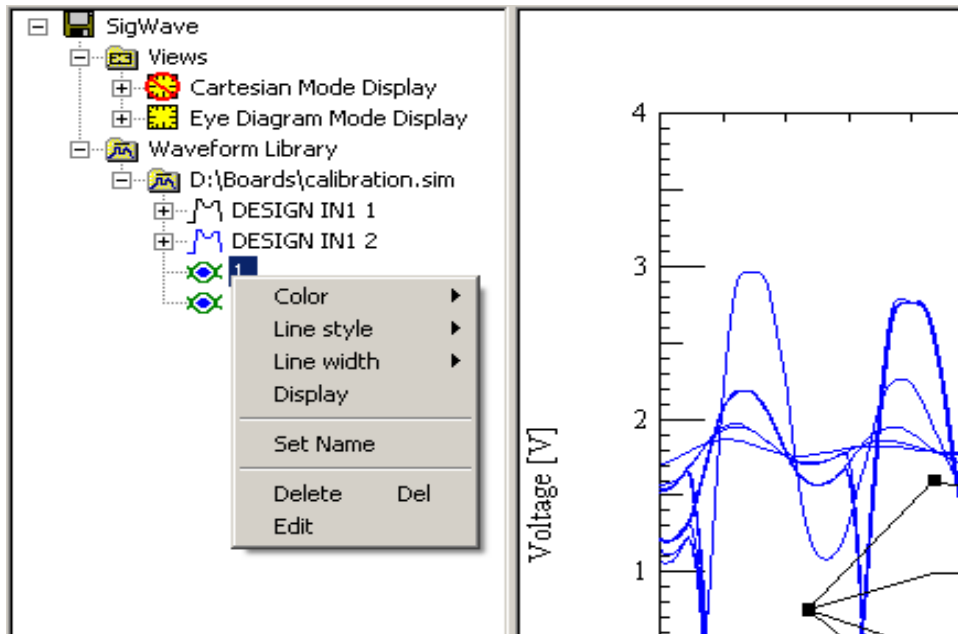 SigWave
Views
Cartesian Mode Display
Eye Diagram Mode Display
Waveform Library
D:\Boards\calibration.sim
DESIGN IN1 1
DESIGN IN1 2
1
Color
Line style
Line width
Display
Set Name
Delete Del
Edit
4
3
2
1
Voltage [V]